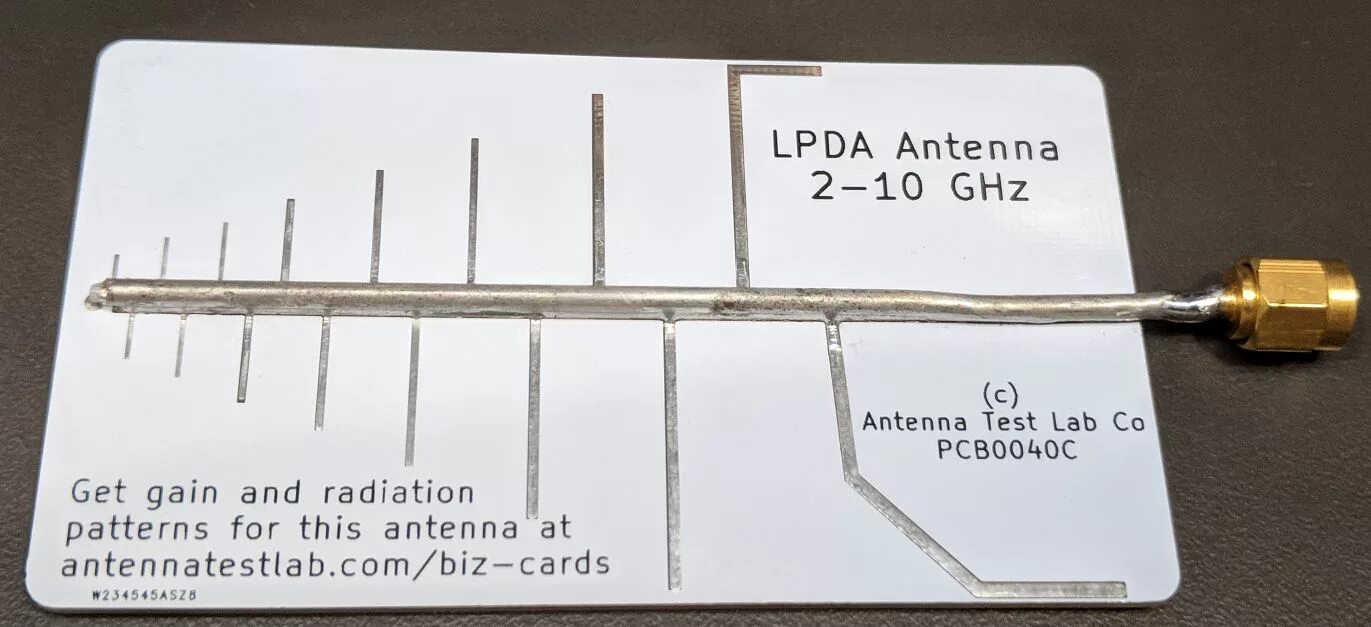 LPDA Antenna
2-10 GHz
(c)
Antenna Test Lab Co
PCB0040C
Get gain and radiation
patterns for this antenna at
antennatestlab.com/biz-cards
W234545ASZ8